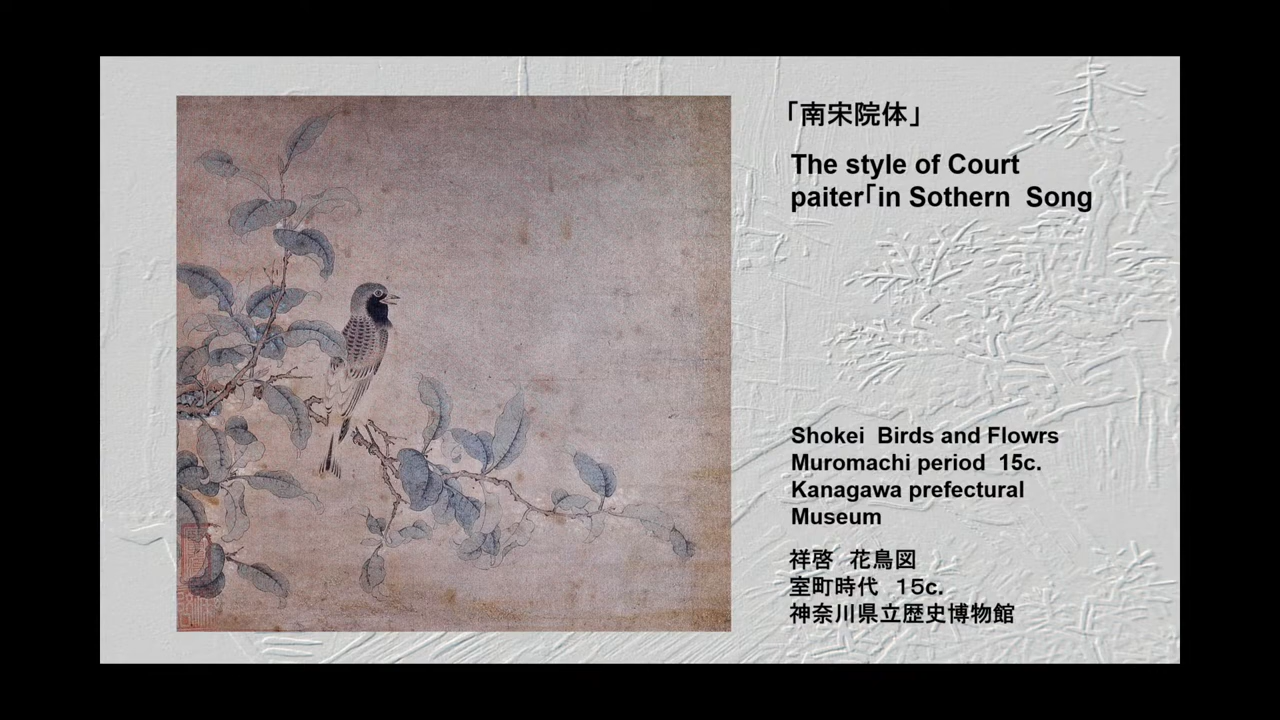 「南宋院体」
The style of Court
paiter「in Sothern Song
Shokei Birds and Flowrs
Muromachi period 15c.
Kanagawa prefectural
Museum
祥啓 花鳥図
室町時代 15c.
神奈川県立歴史博物館